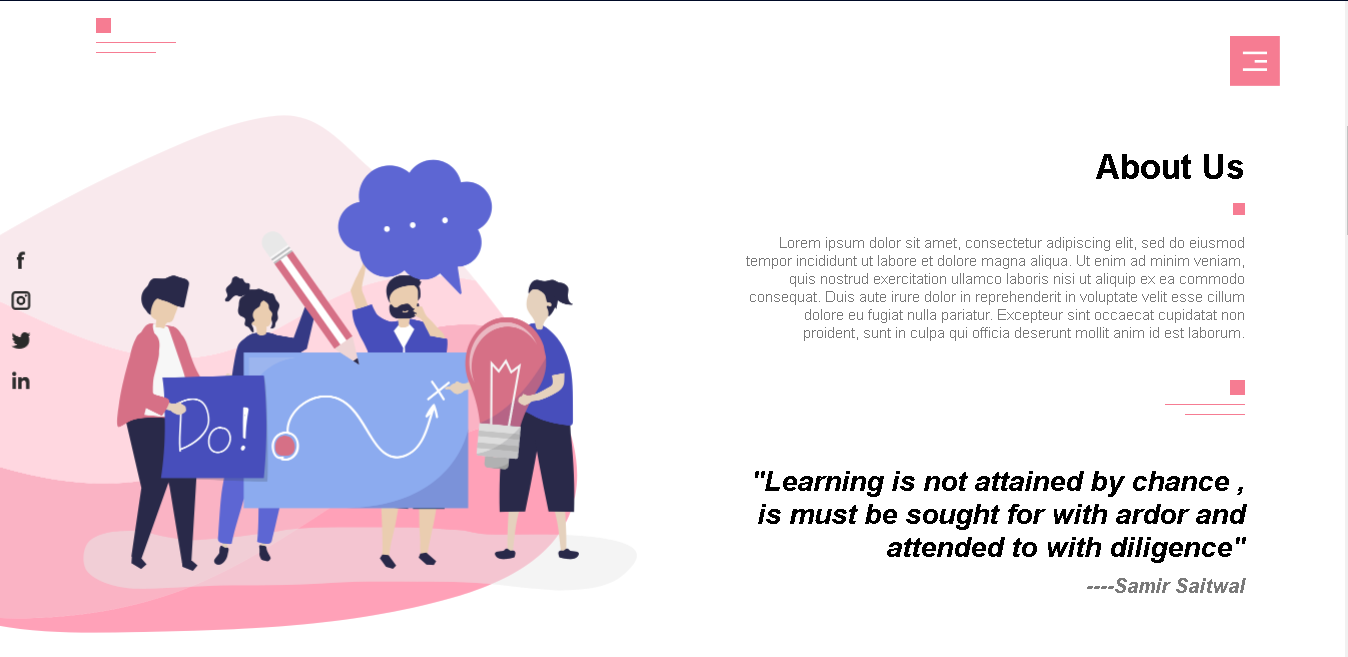 About Us
Lorem ipsum dolor sit amet, consectetur adipiscing elit, sed do eiusmod
tempor incididunt ut labore et dolore magna aliqua. Ut enim ad minim veniam,
quis nostrud exercitation ullamco laboris nisi ut aliquip ex ea commodo
consequat. Duis aute irure dolor in reprehenderit in voluptate velit esse cillum
dolore eu fugiat nulla pariatur. Excepteur sint occaecat cupidatat non
proident, sunt in culpa qui officia deserunt mollit anim id est laborum.
Do!
"Learning is not attained by chance ,
is must be sought for with ardor and
attended to with diligence"
----Samir Saitwal